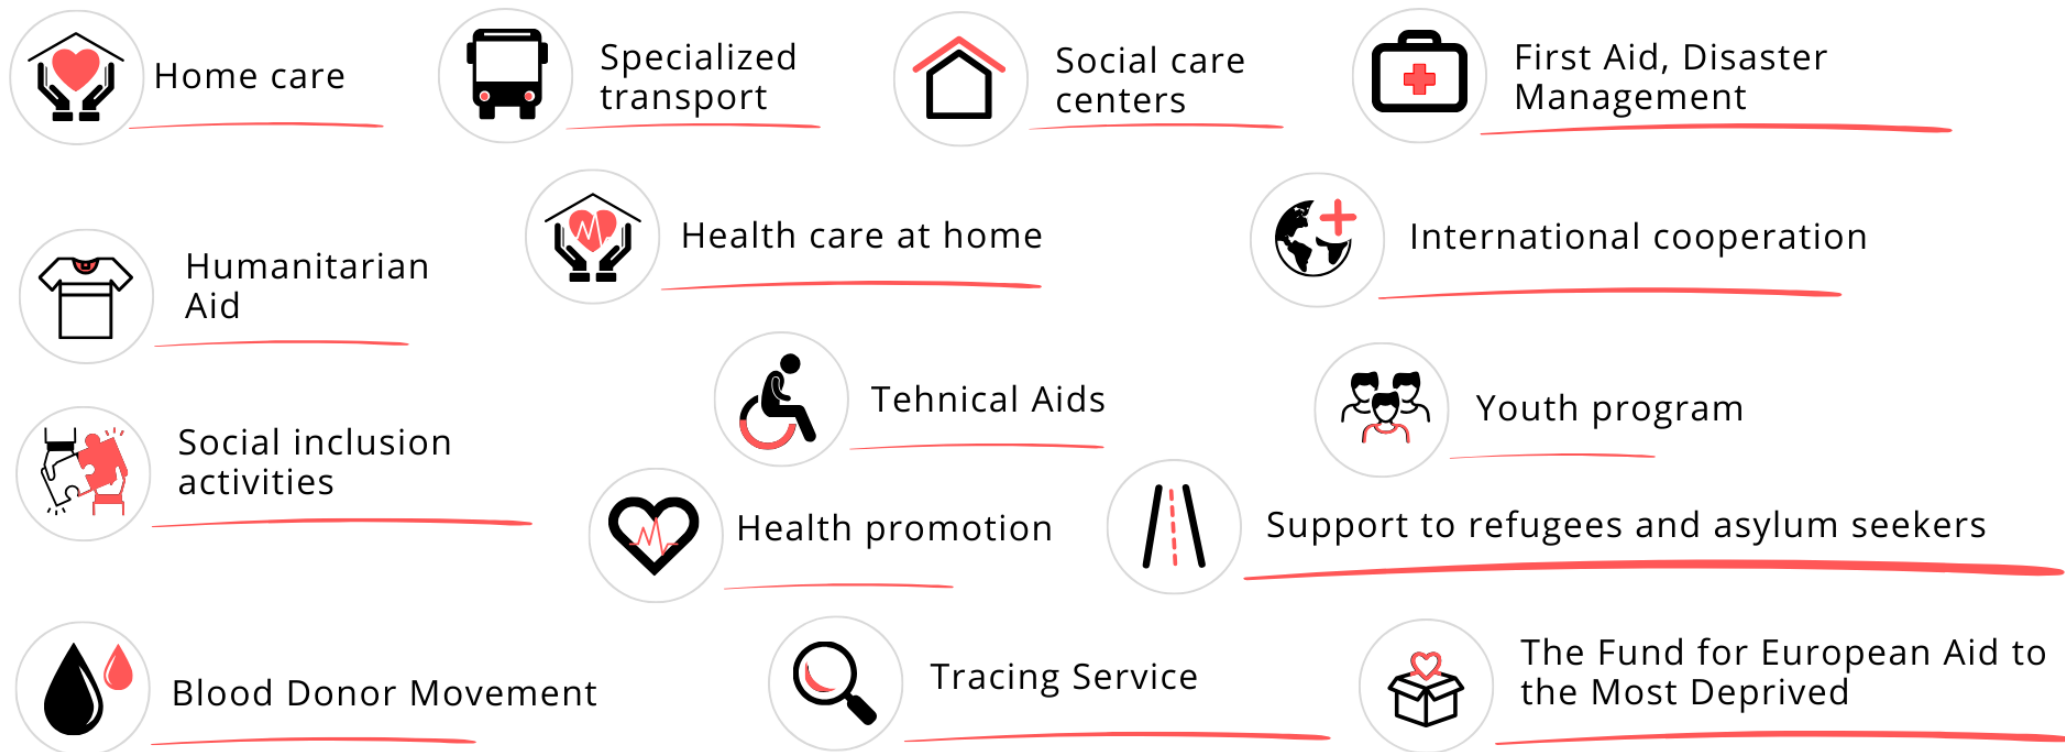 Home care
Specialized
transport
Social care
centers
First Aid, Disaster
Management
Humanitarian
Aid
Health care at home
International cooperation
Tehnical Aids
Youth program
Social inclusion
activities
Health promotion
Support to refugees and asylum seekers
Blood Donor Movement
Tracing Service
The Fund for European Aid to
the Most Deprived